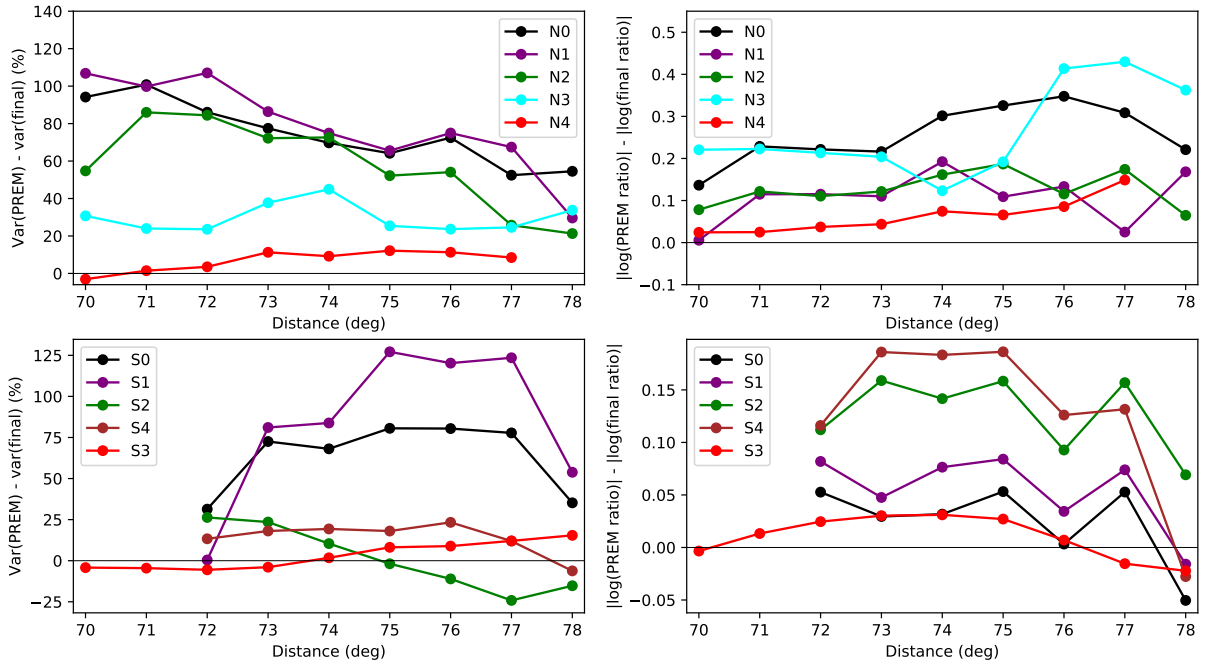 Var(PREM) - var(final) (%)
140
120
100
80
60
40
20
0
N0
N1
N2
N3
N4
70 71 72 73 74 75 76 77 78
Distance (deg)
|log(PREM ratio)| - |log(final ratio)|
0.5
0.4
0.3
0.2
0.1
0.0
−0.1
N0
N1
N2
N3
N4
70 71 72 73 74 75 76 77 78
Distance (deg)
Var(PREM) - var(final) (%)
125
100
75
50
25
0
−25
S0
S1
S2
S4
S3
70 71 72 73 74 75 76 77 78
Distance (deg)
|log(PREM ratio)| - |log(final ratio)|
0.15
0.10
0.05
0.00
−0.05
S0
S1
S2
S4
S3
70 71 72 73 74 75 76 77 78
Distance (deg)